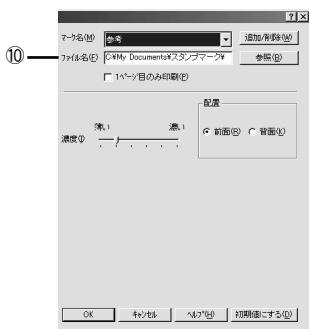 マーク名(M) 参考 追加/削除(W)
⑩ ファイル名(F) C:¥My Documents¥スタンプマーク¥ 参照(B)
1ページ目のみ印刷(P)
配置
薄い 濃い
濃度(I) 前面(R) 背面(K)
OK キャンセル ヘルプ(H) 初期値にする(D)